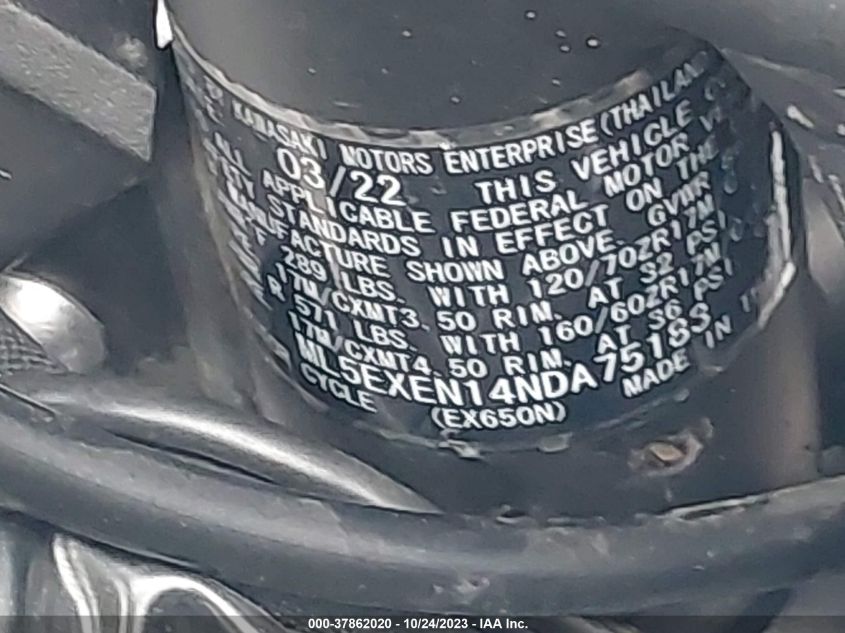 KAWASAKI MOTORS ENTERPRISE (THAILAND
03/22 THIS VEHICLE
ALL APPLICABLE FEDERAL MOTOR
STANDARDS IN EFFECT ON THE
MANUFACTURE SHOWN ABOVE. GVWR
289 LBS. WITH 120/70ZR17M
17M/CXMT3.50 RIM. AT 32 PSI
R 571 LBS. WITH 160/60ZR17M
17M/CXMT4.50 RIM. AT 36 PSI
ML5EXEN14NDA75183
CYCLE (EX650N) MADE IN
000-37862020 - 10/24/2023 - IAA Inc.